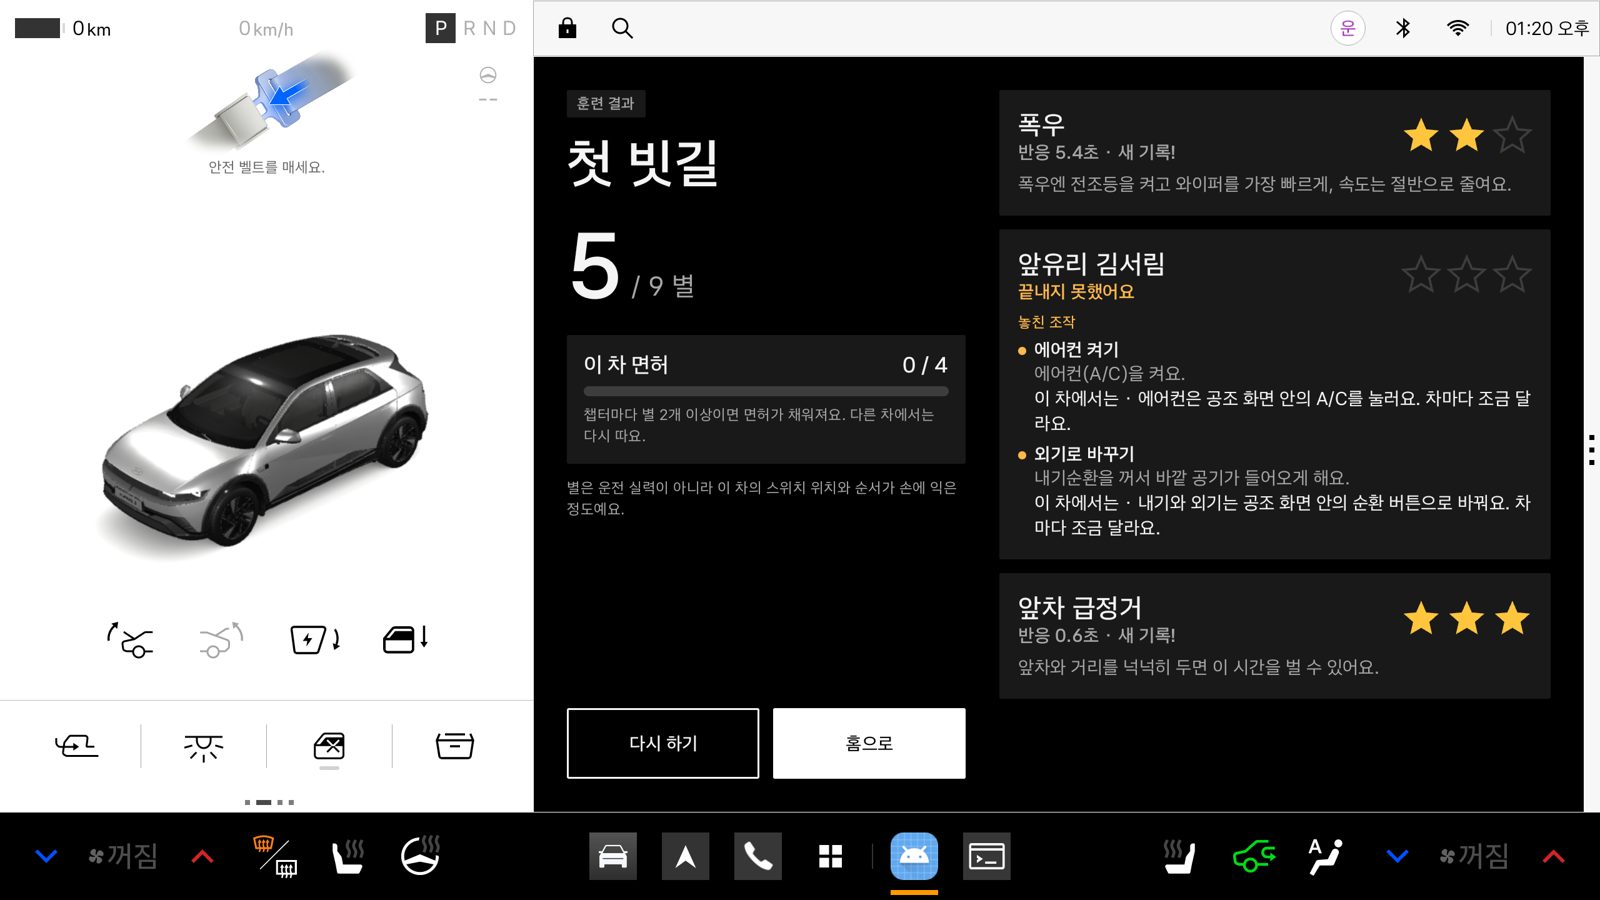 0 km
0 km/h
P R N D
운
01:20 오후
--
안전 벨트를 매세요.
훈련 결과
첫 빗길
5 / 9 별
이 차 면허
0 / 4
챕터마다 별 2개 이상이면 면허가 채워져요. 다른 차에서는
다시 따요.
별은 운전 실력이 아니라 이 차의 스위치 위치와 순서가 손에 익은
정도예요.
다시 하기
홈으로
폭우
반응 5.4초 · 새 기록!
폭우엔 전조등을 켜고 와이퍼를 가장 빠르게, 속도는 절반으로 줄여요.
앞유리 김서림
끝내지 못했어요
놓친 조작
에어컨 켜기
에어컨(A/C)을 켜요.
이 차에서는 · 에어컨은 공조 화면 안의 A/C를 눌러요. 차마다 조금 달
라요.
외기로 바꾸기
내기순환을 꺼서 바깥 공기가 들어오게 해요.
이 차에서는 · 내기와 외기는 공조 화면 안의 순환 버튼으로 바꿔요. 차
마다 조금 달라요.
앞차 급정거
반응 0.6초 · 새 기록!
앞차와 거리를 넉넉히 두면 이 시간을 벌 수 있어요.
꺼짐
A
꺼짐